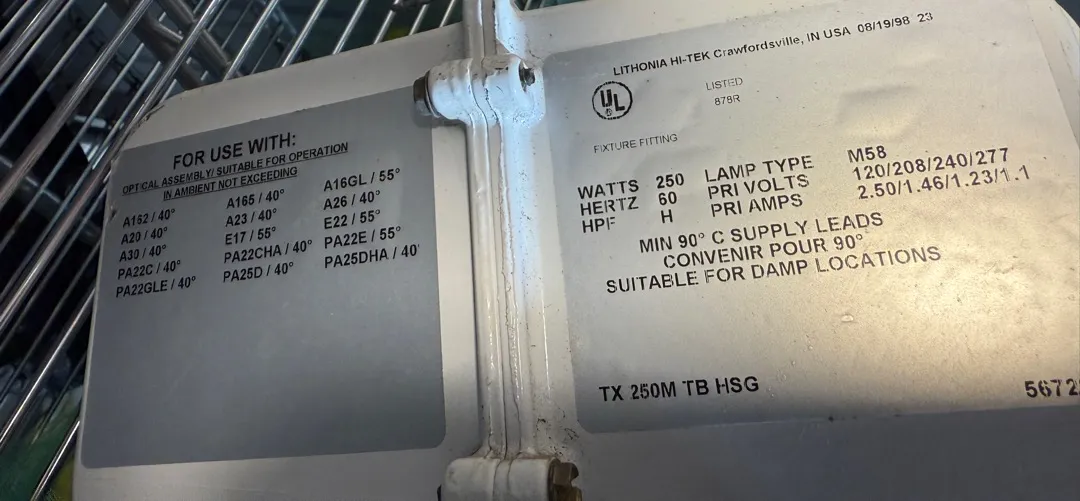 FOR USE WITH:
OPTICAL ASSEMBLY/ SUITABLE FOR OPERATION
IN AMBIENT NOT EXCEEDING
A162 / 40° A165 / 40° A16GL / 55°
A20 / 40° A23 / 40° A26 / 40°
A30 / 40° E17 / 55° E22 / 55°
PA22C / 40° PA22CHA / 40° PA22E / 55°
PA22GLE / 40° PA25D / 40° PA25DHA / 40°
LITHONIA HI-TEK Crawfordsville, IN USA 08/19/98 23
UL
LISTED
878R
FIXTURE FITTING
WATTS 250 LAMP TYPE M58
HERTZ 60 PRI VOLTS 120/208/240/277
HPF H PRI AMPS 2.50/1.46/1.23/1.1
MIN 90° C SUPPLY LEADS
CONVENIR POUR 90°
SUITABLE FOR DAMP LOCATIONS
TX 250M TB HSG